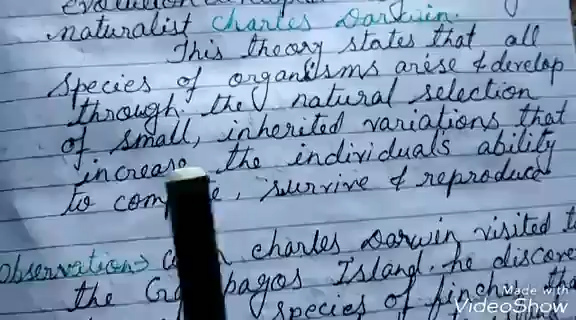 naturalist Charles Darwin.
This theory states that all
species of organisms arise & develop
through the natural selection
of small, inherited variations that
increase the individuals ability
to com e, survive & reproduce
Observation → Charles Darwin visited
the bagos Island. he discove
species of finch
Made with
VideoShow